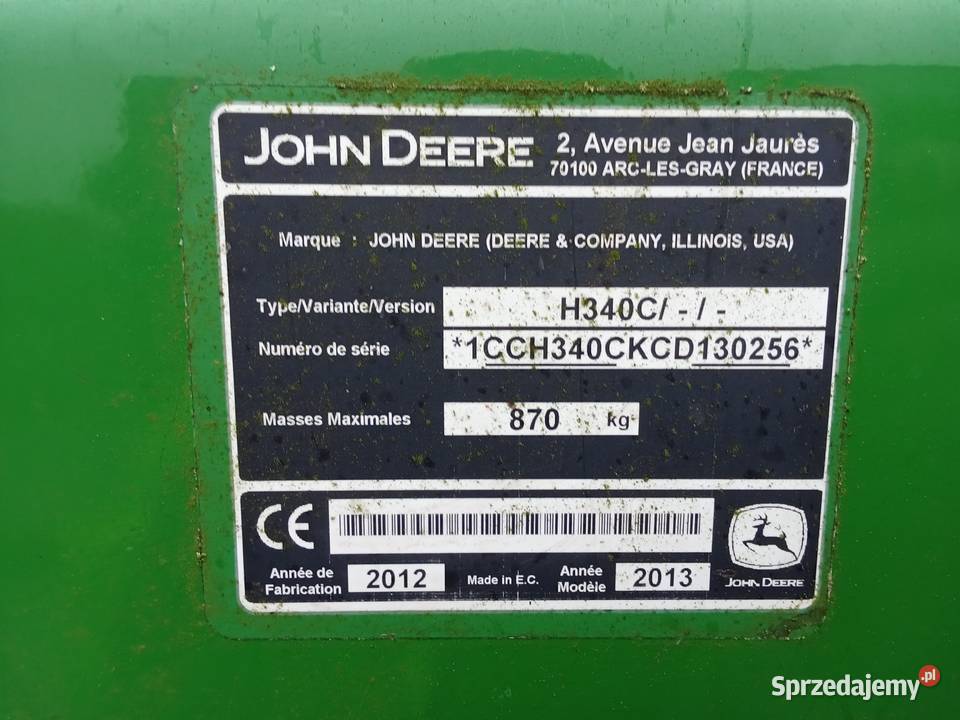 JOHN DEERE
2, Avenue Jean Jaurès
70100 ARC-LES-GRAY (FRANCE)
Marque : JOHN DEERE (DEERE & COMPANY, ILLINOIS, USA)
Type/Variante/Version H340C/ - / -
Numéro de série *1CCH340CKCD130256*
Masses Maximales 870 kg
CE
Année de Fabrication 2012
Made in E.C.
Année Modèle 2013
JOHN DEERE
Sprzedajemy.pl